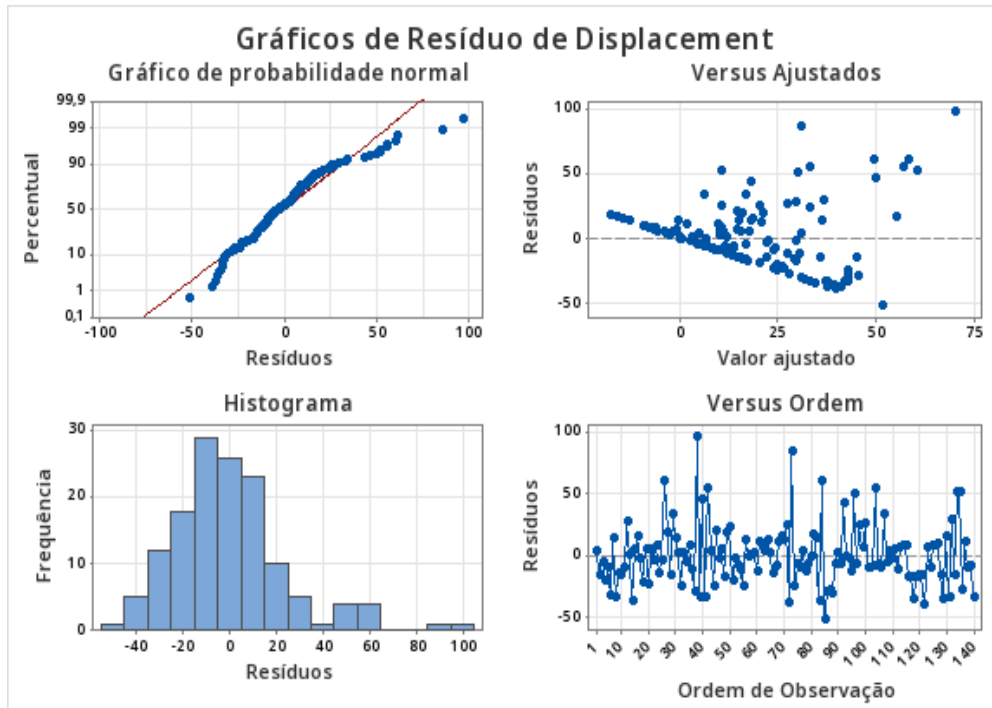 Gráficos de Resíduo de Displacement
Gráfico de probabilidade normal
Percentual
99,9
99
90
50
10
1
0,1
-100 -50 0 50 100
Resíduos
Versus Ajustados
Resíduos
100
50
0
-50
0 25 50 75
Valor ajustado
Histograma
Frequência
30
20
10
0
-40 -20 0 20 40 60 80 100
Resíduos
Versus Ordem
Resíduos
100
50
0
-50
1 10 20 30 40 50 60 70 80 90 100 110 120 130 140
Ordem de Observação